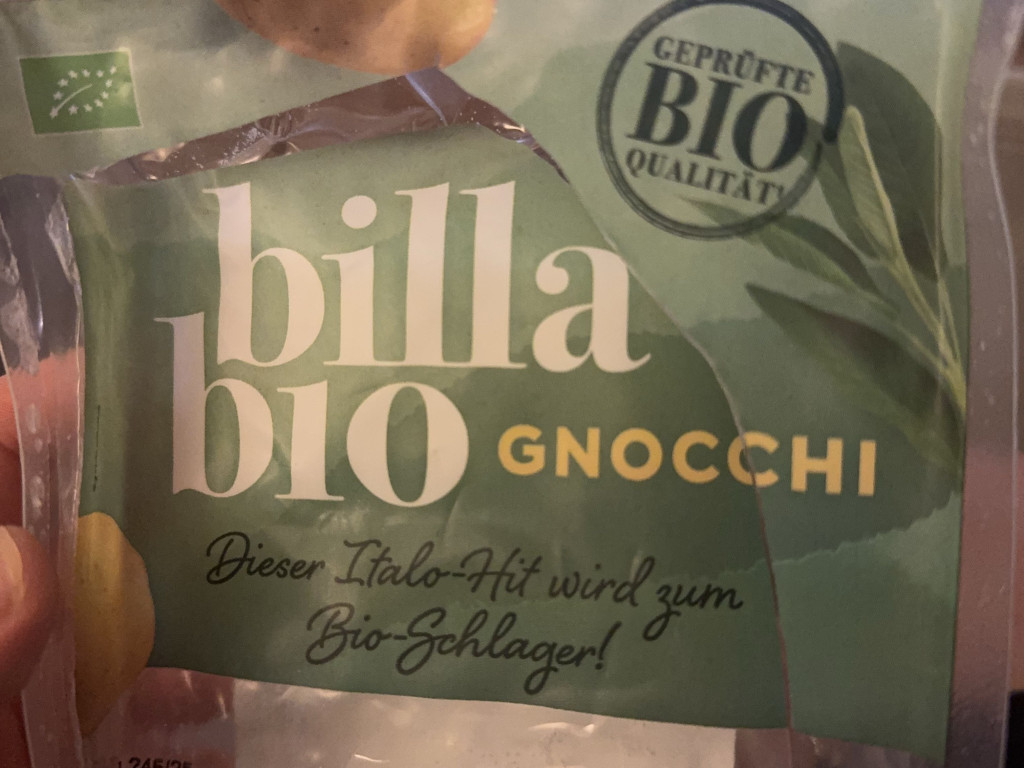 GEPRÜFTE
BIO
QUALITÄT!
billa
bio
GNOCCHI
Dieser Italo-Hit wird zum
Bio-Schlager!